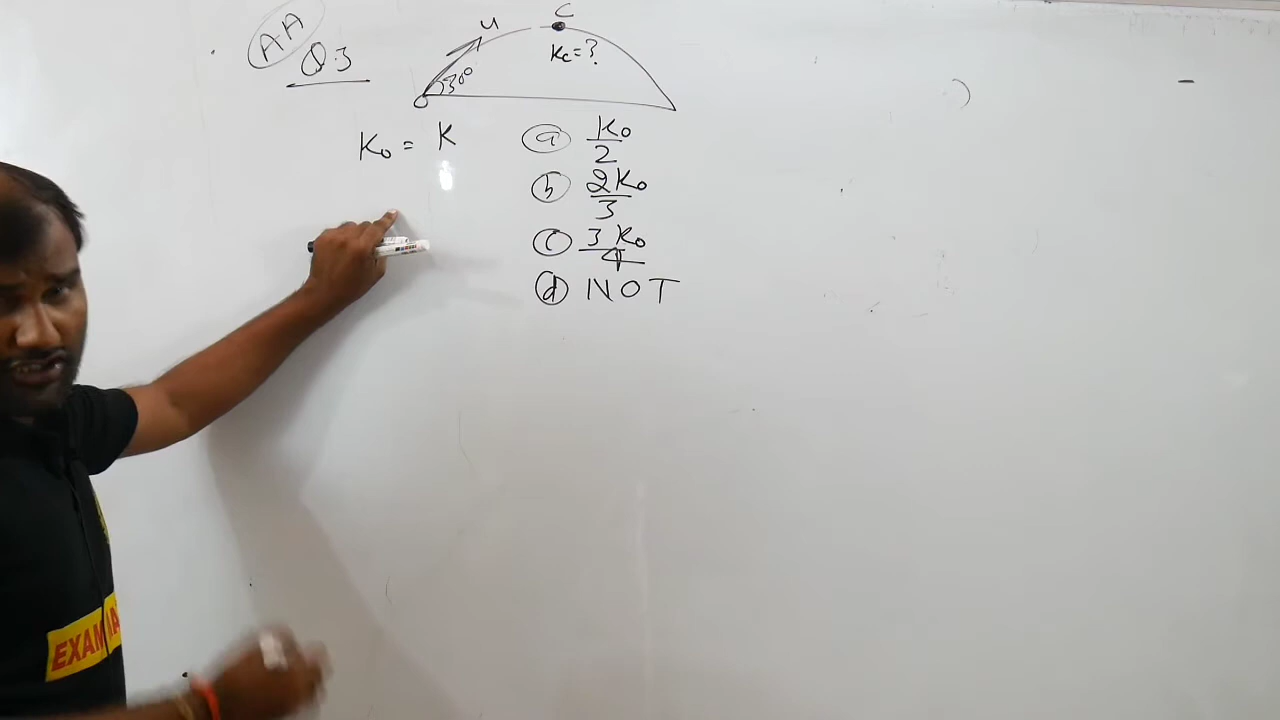 AA
Q.3
u
C
Kc = ?
30°
O
K₀ = K
(a) K₀/2
(b) 2K₀/3
(c) 3K₀/4
(d) NOT
EXAM